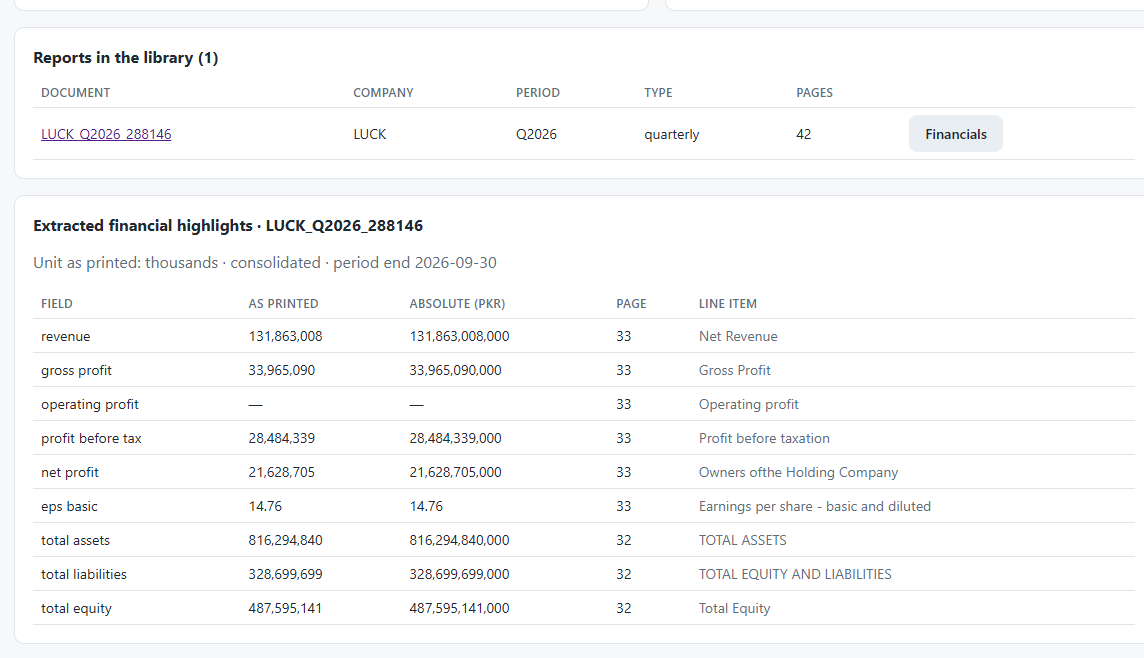 Reports in the library (1)
DOCUMENT COMPANY PERIOD TYPE PAGES
LUCK_Q2026_288146 LUCK Q2026 quarterly 42 Financials
Extracted financial highlights · LUCK_Q2026_288146
Unit as printed: thousands · consolidated · period end 2026-09-30
FIELD AS PRINTED ABSOLUTE (PKR) PAGE LINE ITEM
revenue 131,863,008 131,863,008,000 33 Net Revenue
gross profit 33,965,090 33,965,090,000 33 Gross Profit
operating profit — — 33 Operating profit
profit before tax 28,484,339 28,484,339,000 33 Profit before taxation
net profit 21,628,705 21,628,705,000 33 Owners ofthe Holding Company
eps basic 14.76 14.76 33 Earnings per share - basic and diluted
total assets 816,294,840 816,294,840,000 32 TOTAL ASSETS
total liabilities 328,699,699 328,699,699,000 32 TOTAL EQUITY AND LIABILITIES
total equity 487,595,141 487,595,141,000 32 Total Equity